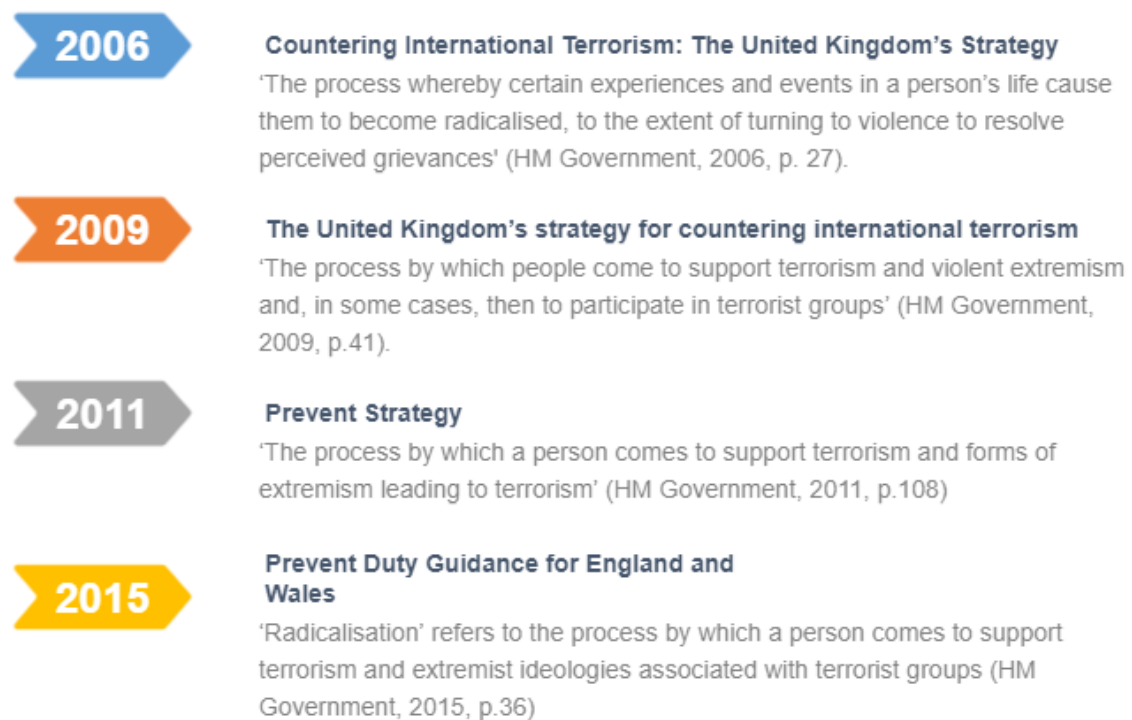 2006
Countering International Terrorism: The United Kingdom’s Strategy
‘The process whereby certain experiences and events in a person’s life cause
them to become radicalised, to the extent of turning to violence to resolve
perceived grievances' (HM Government, 2006, p. 27).
2009
The United Kingdom’s strategy for countering international terrorism
‘The process by which people come to support terrorism and violent extremism
and, in some cases, then to participate in terrorist groups’ (HM Government,
2009, p.41).
2011
Prevent Strategy
‘The process by which a person comes to support terrorism and forms of
extremism leading to terrorism’ (HM Government, 2011, p.108)
2015
Prevent Duty Guidance for England and
Wales
‘Radicalisation’ refers to the process by which a person comes to support
terrorism and extremist ideologies associated with terrorist groups (HM
Government, 2015, p.36)